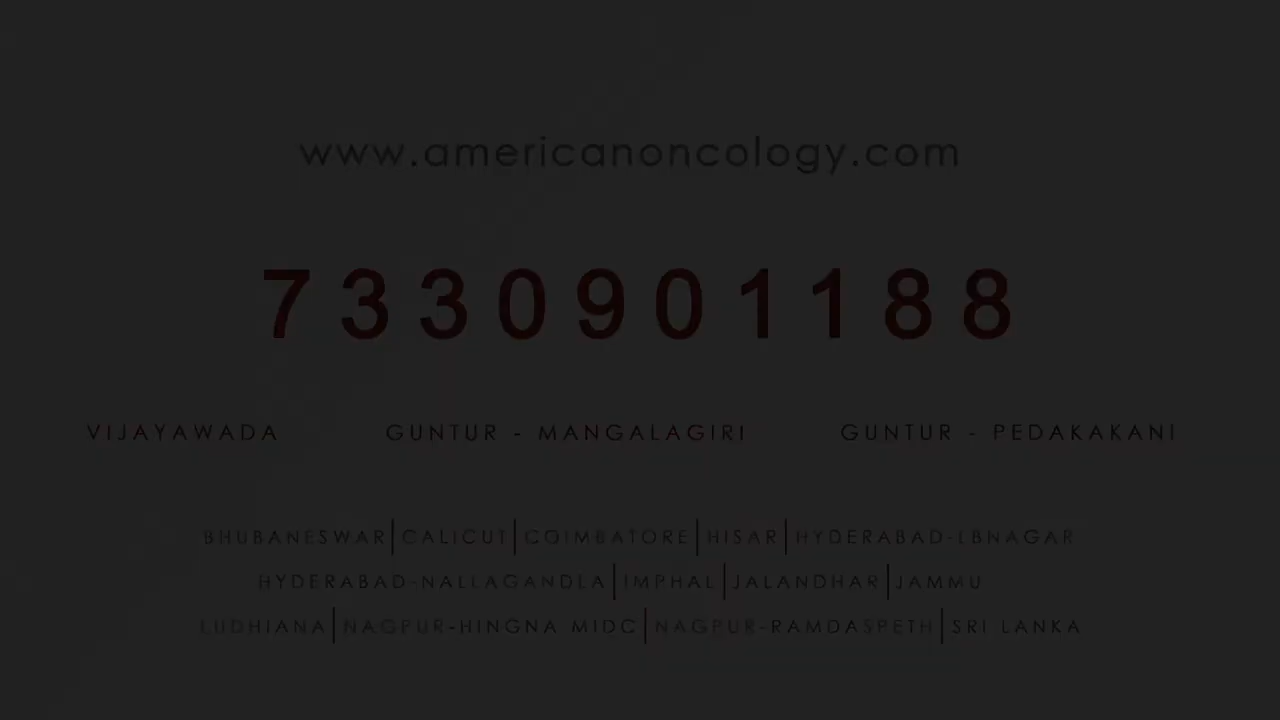 www.americanoncology.com
7330901188
VIJAYAWADA GUNTUR - MANGALAGIRI GUNTUR - PEDAKAKANI
BHUBANESWAR|CALICUT|COIMBATORE|HISAR|HYDERABAD-LBNAGAR
HYDERABAD-NALLAGANDLA|IMPHAL|JALANDHAR|JAMMU
LUDHIANA|NAGPUR-HINGNA MIDC|NAGPUR-RAMDASPETH|SRI LANKA